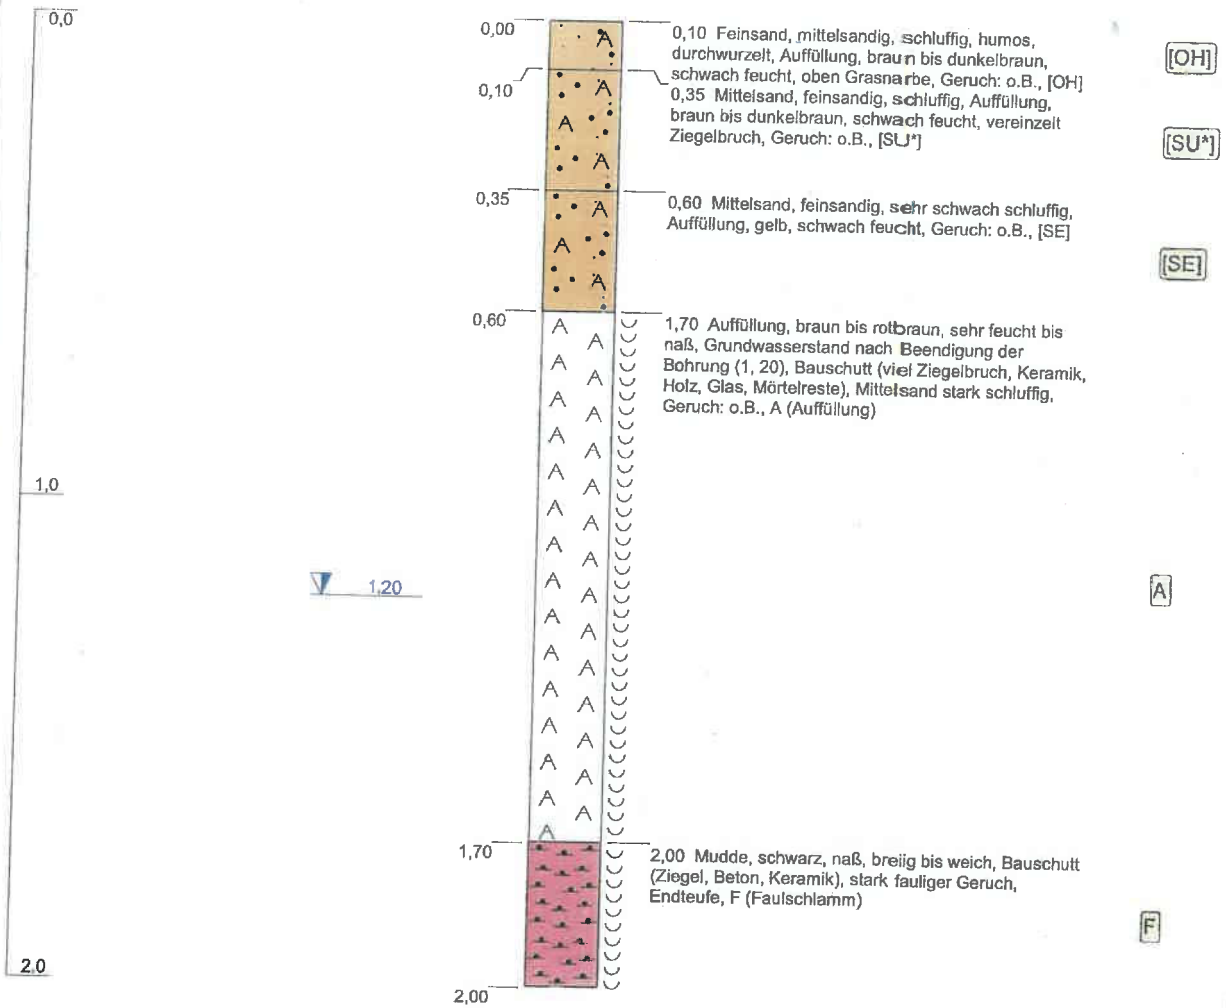 0,0
0,00
0,10 Feinsand, mittelsandig, schluffig, humos,
durchwurzelt, Auffüllung, braun bis dunkelbraun,
schwach feucht, oben Grasnarbe, Geruch: o.B., [OH]
[OH]
0,10
0,35 Mittelsand, feinsandig, schluffig, Auffüllung,
braun bis dunkelbraun, schwach feucht, vereinzelt
Ziegelbruch, Geruch: o.B., [SU*]
[SU*]
0,35
0,60 Mittelsand, feinsandig, sehr schwach schluffig,
Auffüllung, gelb, schwach feucht, Geruch: o.B., [SE]
[SE]
0,60
1,70 Auffüllung, braun bis rotbraun, sehr feucht bis
naß, Grundwasserstand nach Beendigung der
Bohrung (1, 20), Bauschutt (viel Ziegelbruch, Keramik,
Holz, Glas, Mörtelreste), Mittelsand stark schluffig,
Geruch: o.B., A (Auffüllung)
1,0
1,20
A
1,70
2,00 Mudde, schwarz, naß, breiig bis weich, Bauschutt
(Ziegel, Beton, Keramik), stark fauliger Geruch,
Endteufe, F (Faulschlamm)
F
2,0
2,00